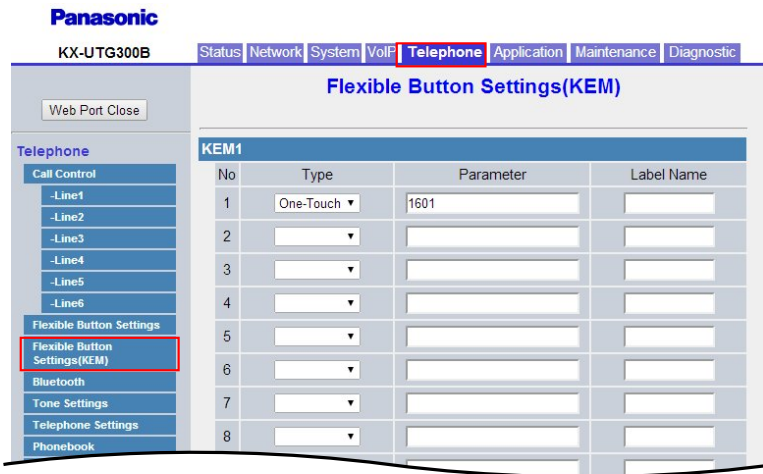 Panasonic
KX-UTG300B
Status Network System VoIP Telephone Application Maintenance Diagnostic
Web Port Close
Flexible Button Settings(KEM)
Telephone
Call Control
-Line1
-Line2
-Line3
-Line4
-Line5
-Line6
Flexible Button Settings
Flexible Button
Settings(KEM)
Bluetooth
Tone Settings
Telephone Settings
Phonebook
KEM1
No Type Parameter Label Name
1 One-Touch 1601
2
3
4
5
6
7
8